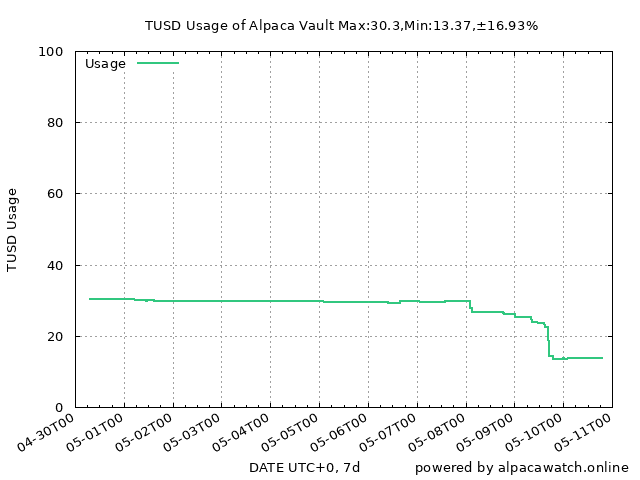 TUSD Usage of Alpaca Vault Max:30.3,Min:13.37,±16.93%
Usage
100
80
60
40
20
0
TUSD Usage
04-30T00
05-01T00
05-02T00
05-03T00
05-04T00
05-05T00
05-06T00
05-07T00
05-08T00
05-09T00
05-10T00
05-11T00
DATE UTC+0, 7d
powered by alpacawatch.online